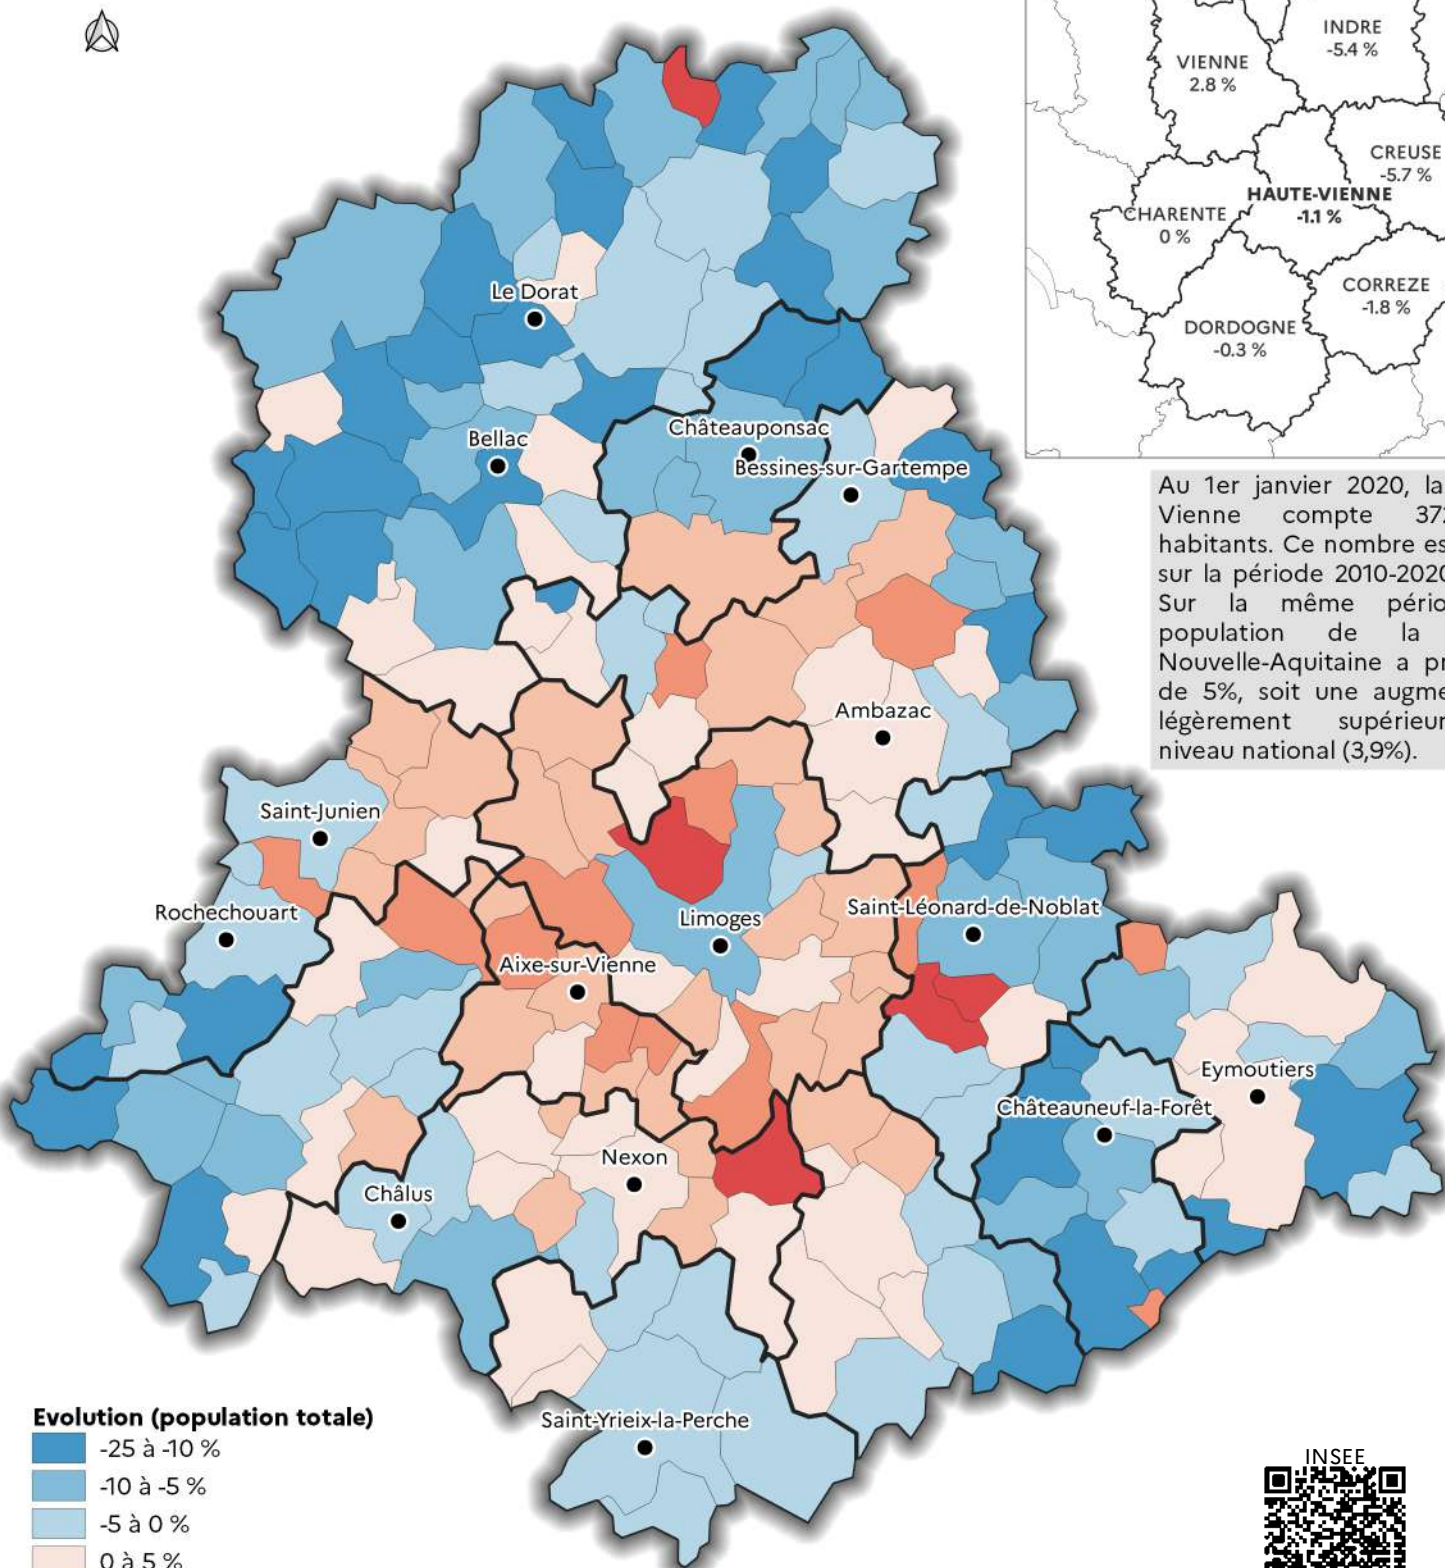 INDRE
-5.4 %
VIENNE
2.8 %
CREUSE
-5.7 %
HAUTE-VIENNE
-1.1 %
CHARENTE
0 %
CORREZE
-1.8 %
DORDOGNE
-0.3 %
Le Dorat
Châteauponsac
Bellac
Bessines-sur-Gartempe
Au 1er janvier 2020, la
Vienne compte 37
habitants. Ce nombre es
sur la période 2010-2020
Sur la même pério
population de la
Nouvelle-Aquitaine a pr
de 5%, soit une augme
légèrement supérieur
niveau national (3,9%).
Ambazac
Saint-Junien
Rochechouart
Limoges
Saint-Léonard-de-Noblat
Aixe-sur-Vienne
Eymoutiers
Châteauneuf-la-Forêt
Nexon
Châlus
Saint-Yrieix-la-Perche
Evolution (population totale)
-25 à -10 %
-10 à -5 %
-5 à 0 %
0 à 5 %
INSEE